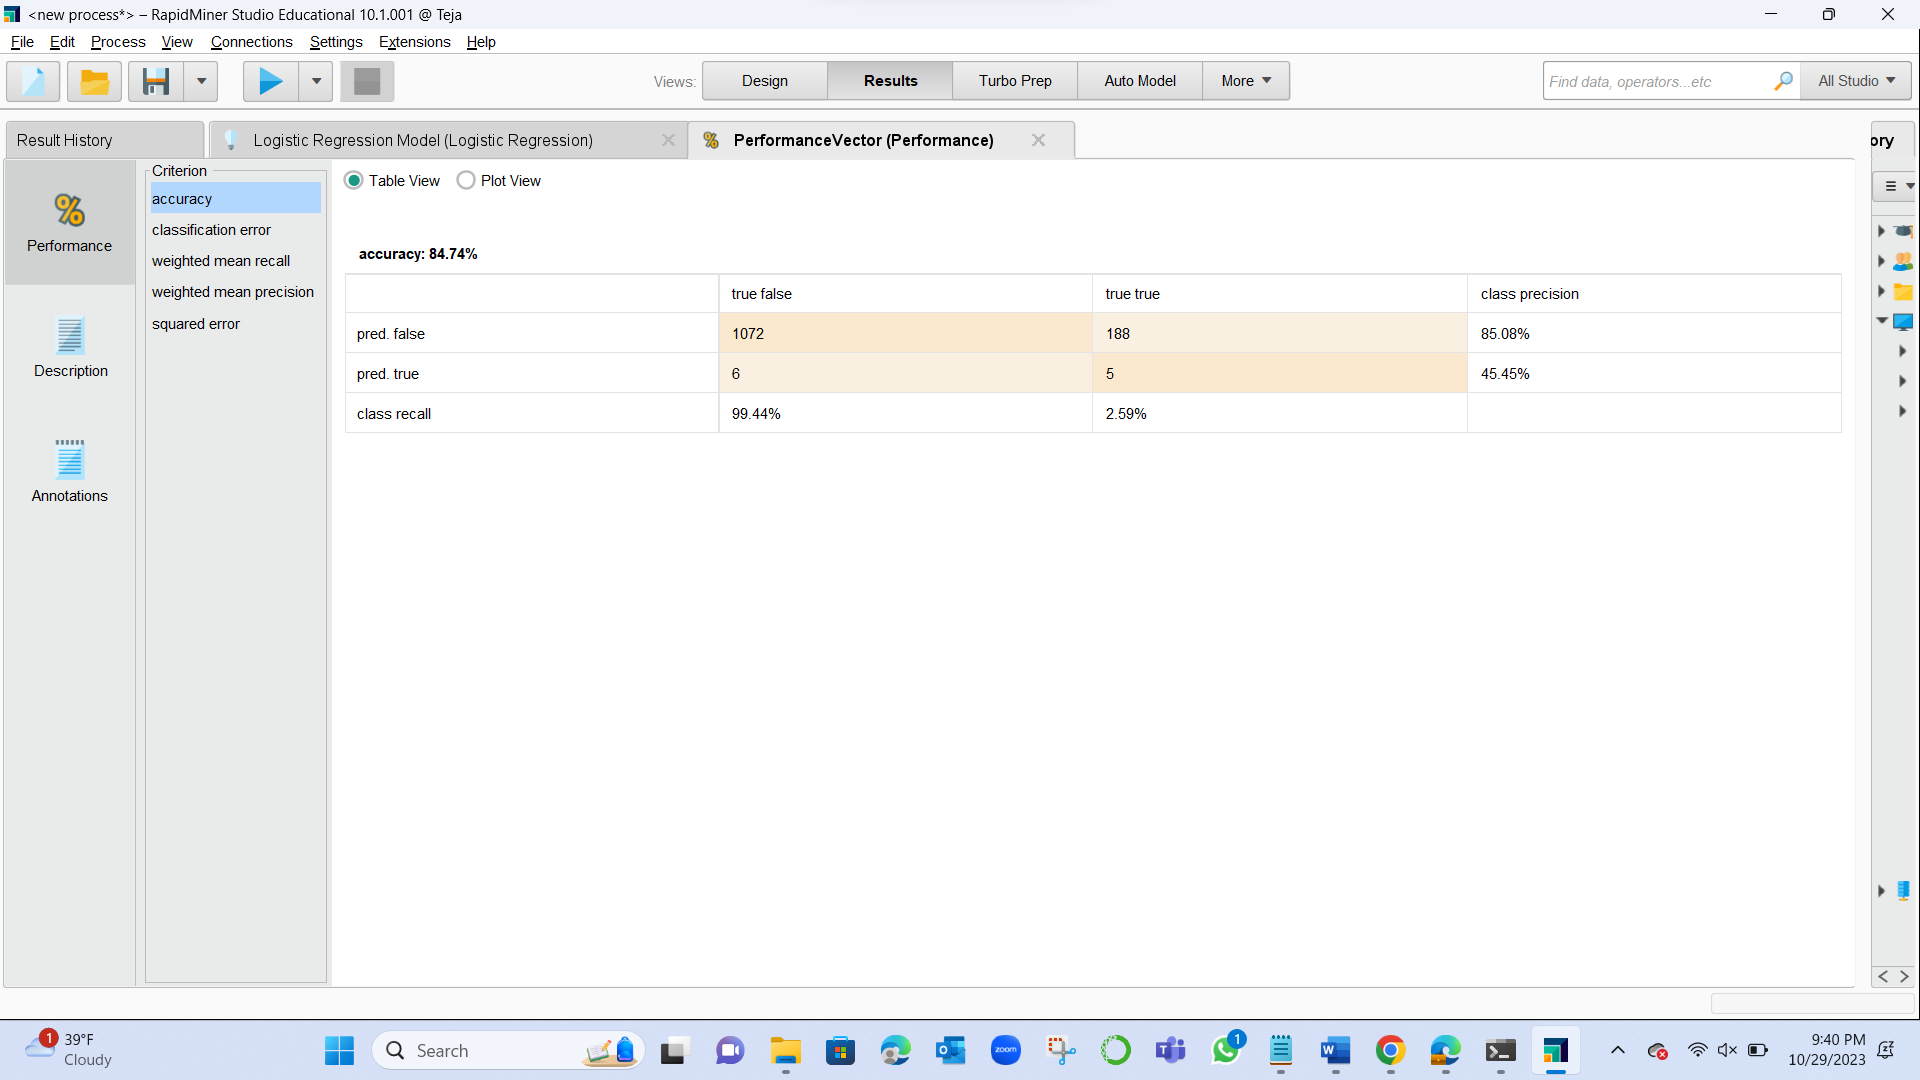 <new process*> – RapidMiner Studio Educational 10.1.001 @ Teja
File Edit Process View Connections Settings Extensions Help
Views: Design Results Turbo Prep Auto Model More Find data, operators...etc All Studio
Result History Logistic Regression Model (Logistic Regression) % PerformanceVector (Performance) ory
Criterion
Table View Plot View
accuracy
%
classification error
Performance
accuracy: 84.74%
weighted mean recall
weighted mean precision
true false true true class precision
squared error
pred. false 1072 188 85.08%
Description
pred. true 6 5 45.45%
class recall 99.44% 2.59%
Annotations
1 39°F
Cloudy
Search
zoom
1
9:40 PM
10/29/2023